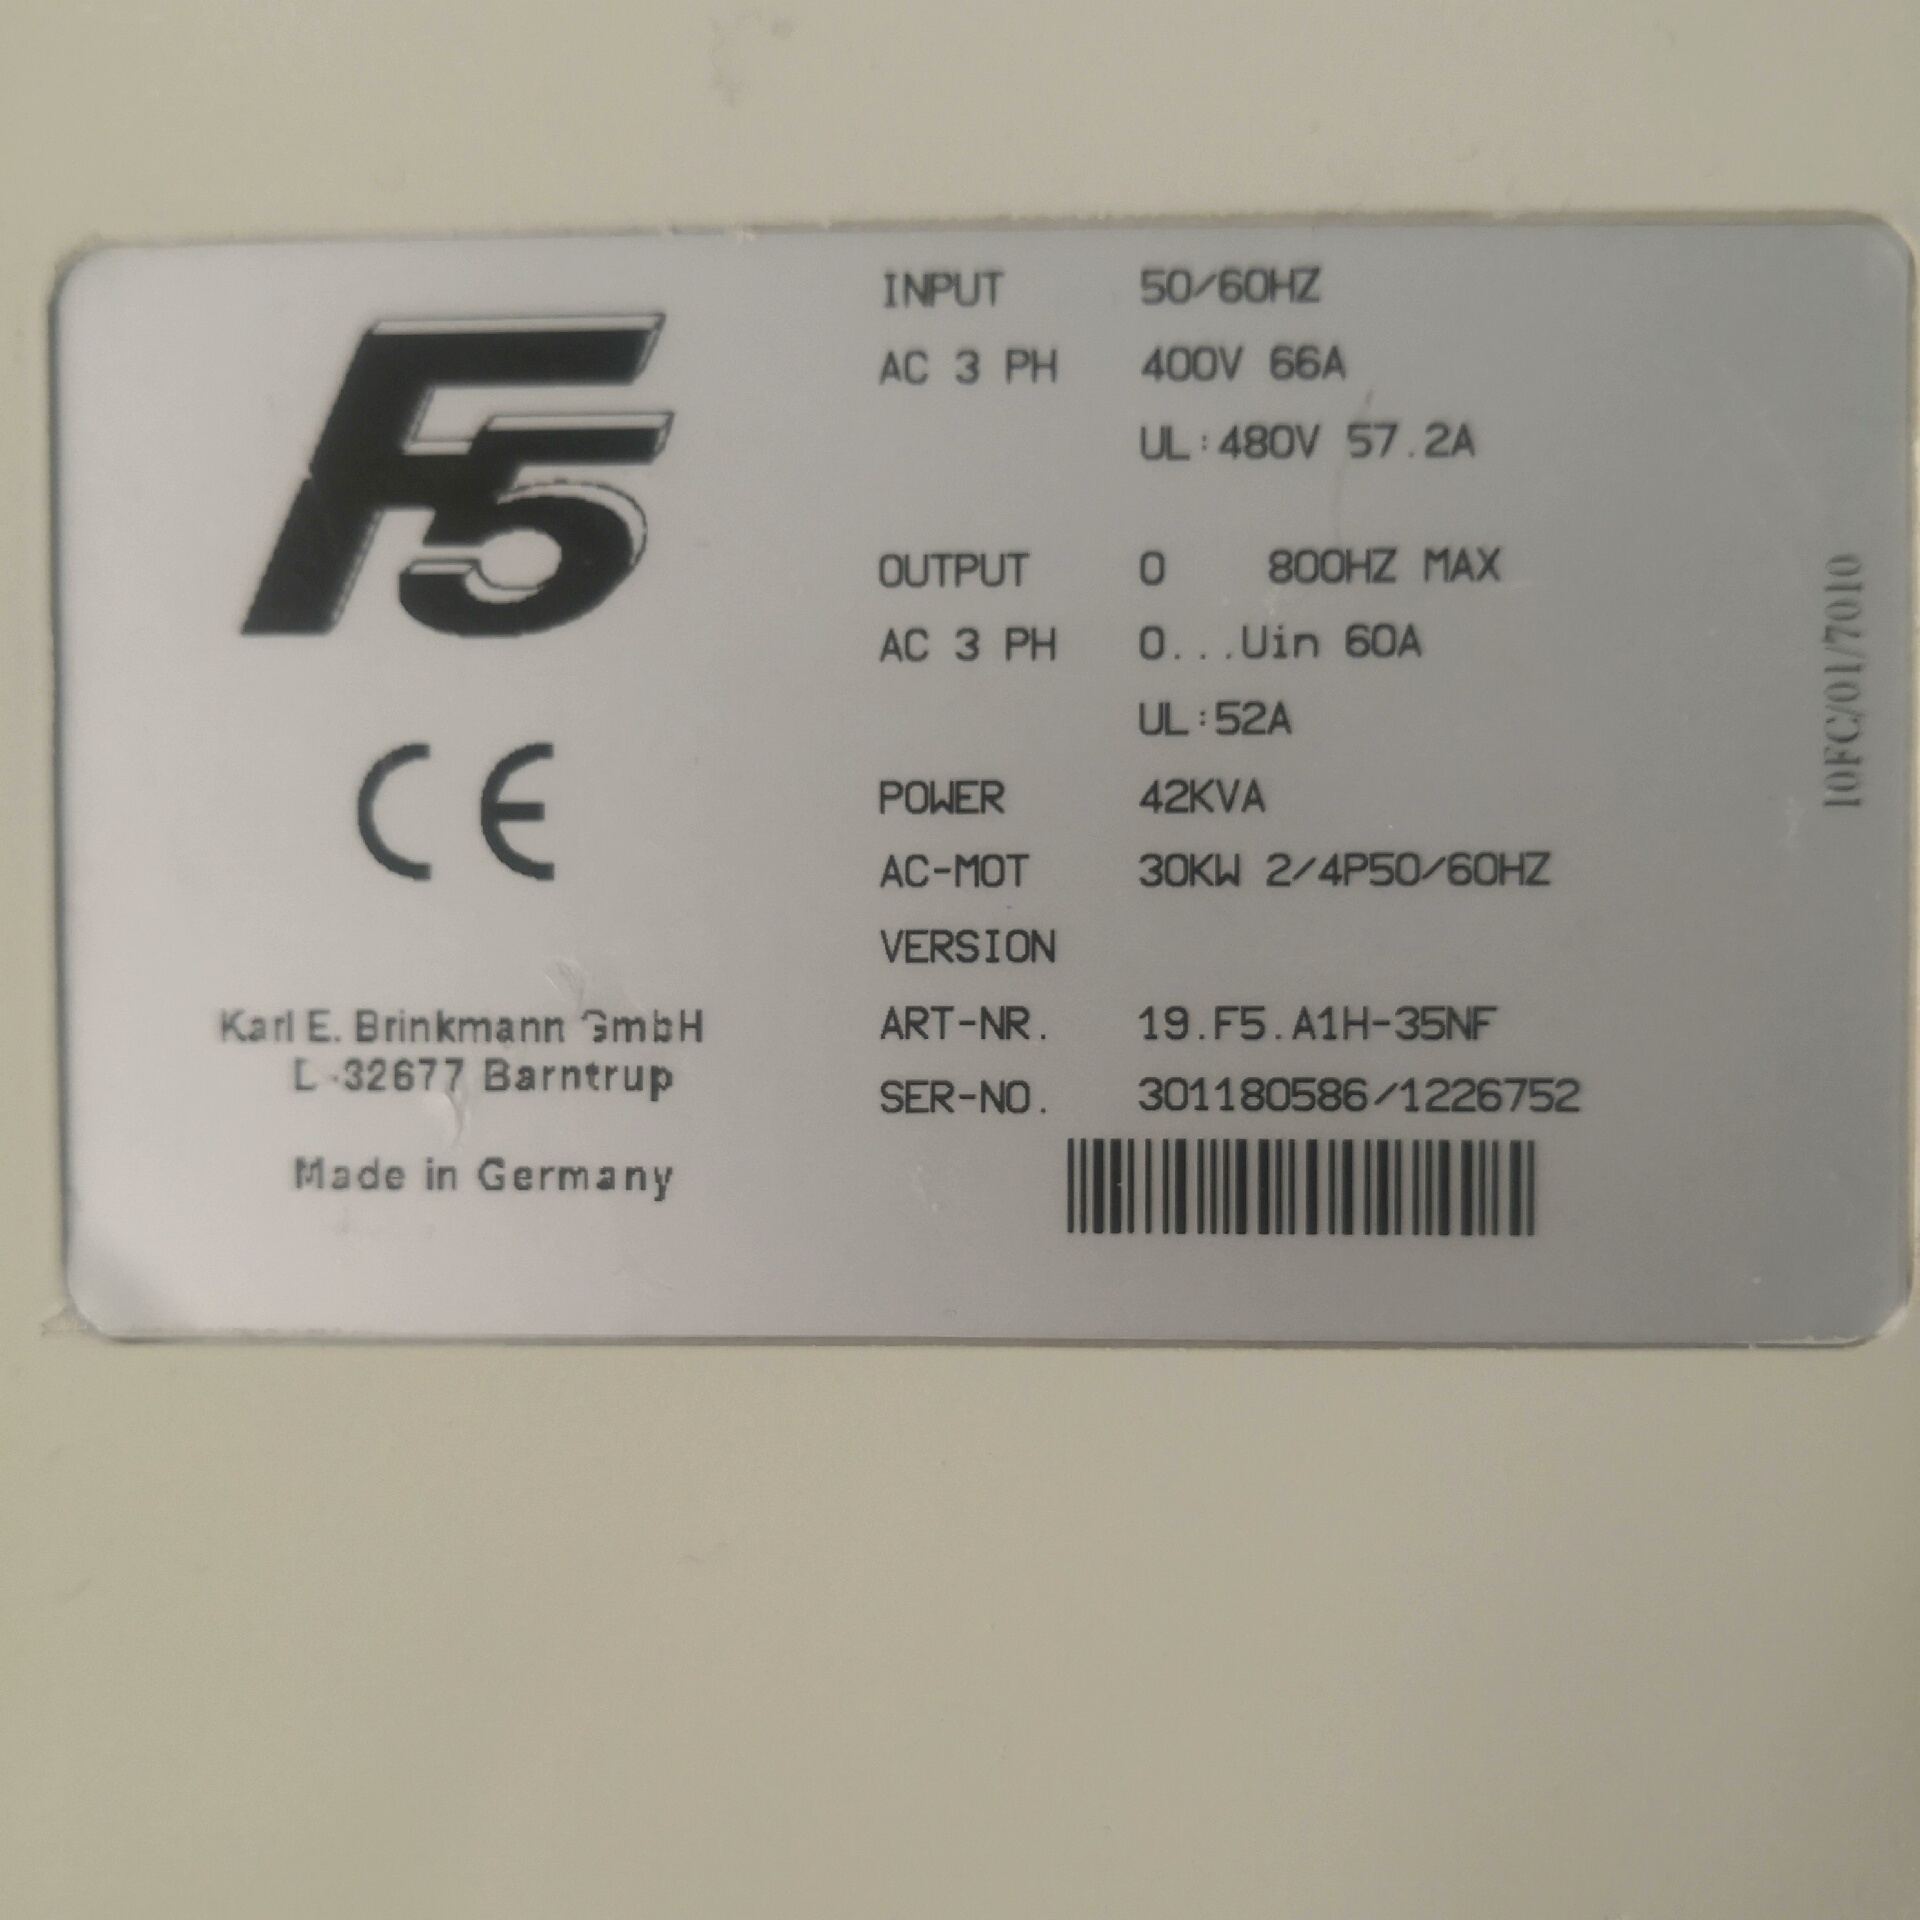 F5
CE
Karl E. Brinkmann GmbH
D-32677 Barntrup
Made in Germany
INPUT 50/60HZ
AC 3 PH 400V 66A
UL:480V 57.2A
OUTPUT 0 800HZ MAX
AC 3 PH 0...Uin 60A
UL:52A
POWER 42KVA
AC-MOT 30KW 2/4P50/60HZ
VERSION
ART-NR. 19.F5.A1H-35NF
SER-NO. 301180586/1226752
10FC/01/7010